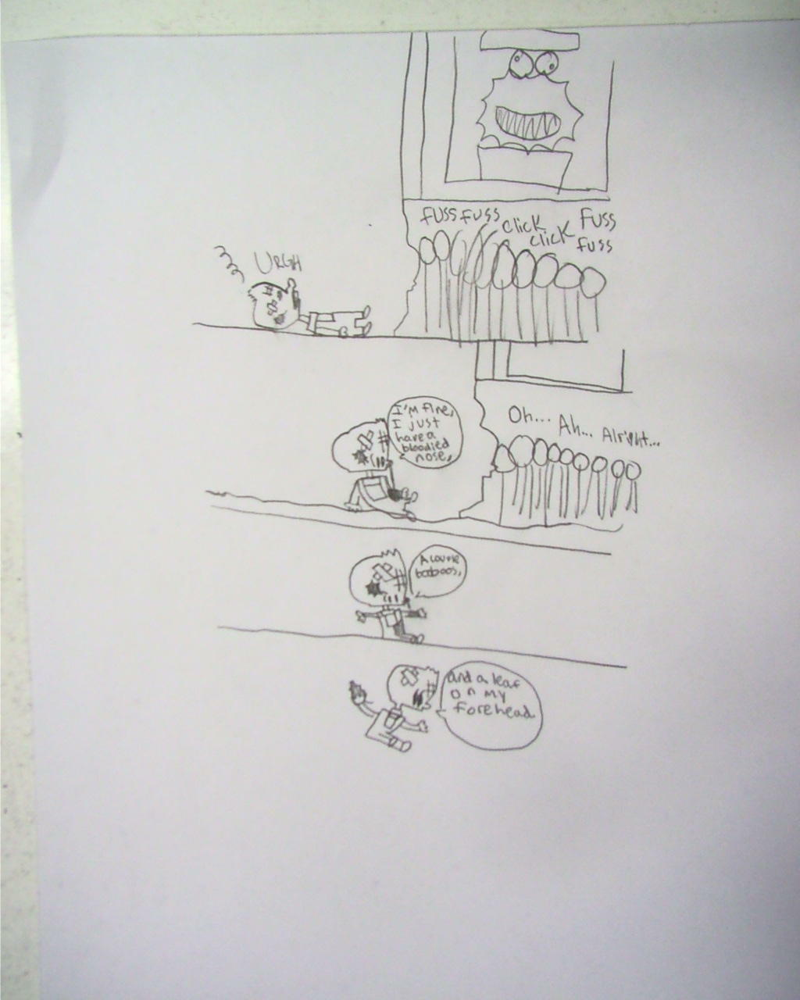 FUSS FUSS click click FUSS
fuss
URGH
I'm fine,
I just
have a
bloodied
nose,
Oh... Ah... Alright...
A couple
booboos,
and a leaf
on my
forehead